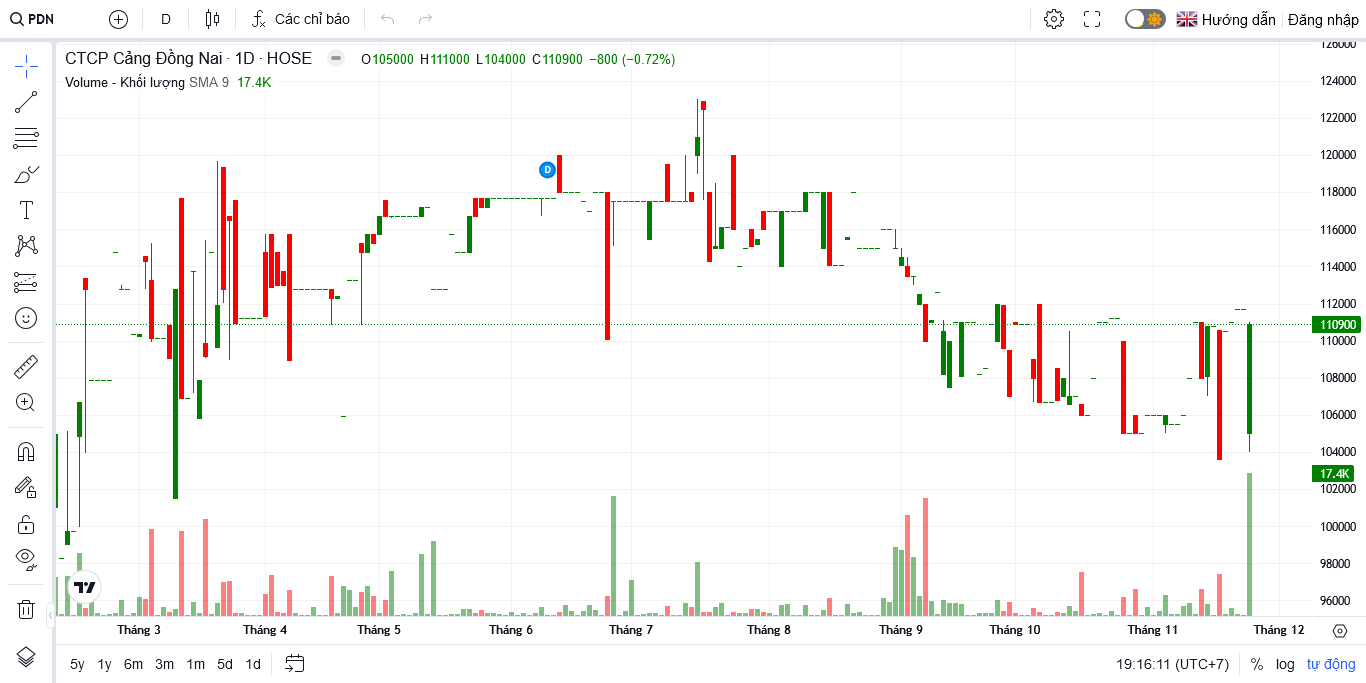 PDN D Các chỉ báo Hướng dẫn Đăng nhập
CTCP Cảng Đồng Nai · 1D · HOSE O105000 H111000 L104000 C110900 −800 (−0.72%)
Volume - Khối lượng SMA 9 17.4K
D
126000
124000
122000
120000
118000
116000
114000
112000
110900
110000
108000
106000
104000
17.4K
102000
100000
98000
96000
Tháng 3 Tháng 4 Tháng 5 Tháng 6 Tháng 7 Tháng 8 Tháng 9 Tháng 10 Tháng 11 Tháng 12
5y 1y 6m 3m 1m 5d 1d 19:16:11 (UTC+7) % log tự động